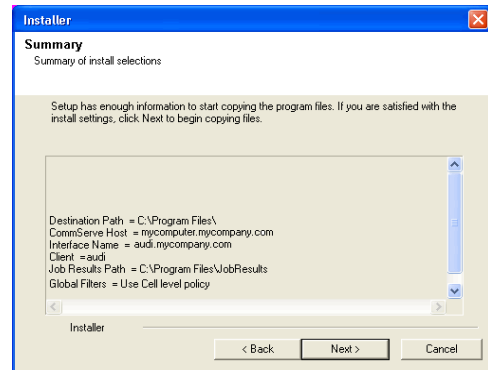 Installer
Summary
Summary of install selections
Setup has enough information to start copying the program files. If you are satisfied with the
install settings, click Next to begin copying files.
Destination Path = C:\Program Files\
CommServe Host = mycomputer.mycompany.com
Interface Name = audi.mycompany.com
Client =audi
Job Results Path = C:\Program Files\JobResults
Global Filters = Use Cell level policy
Installer
< Back Next > Cancel